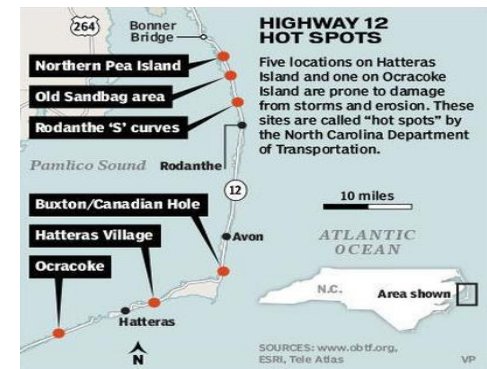 264
Bonner
Bridge
HIGHWAY 12
HOT SPOTS
Northern Pea Island
Old Sandbag area
Rodanthe ‘S’ curves
Five locations on Hatteras
Island and one on Ocracoke
Island are prone to damage
from storms and erosion. These
sites are called “hot spots” by
the North Carolina Department
of Transportation.
Pamlico Sound
Rodanthe
12
10 miles
Buxton/Canadian Hole
Hatteras Village
Avon
Ocracoke
ATLANTIC
OCEAN
N.C.
Area shown
Hatteras
N
SOURCES: www.obtf.org,
ESRI, Tele Atlas
VP